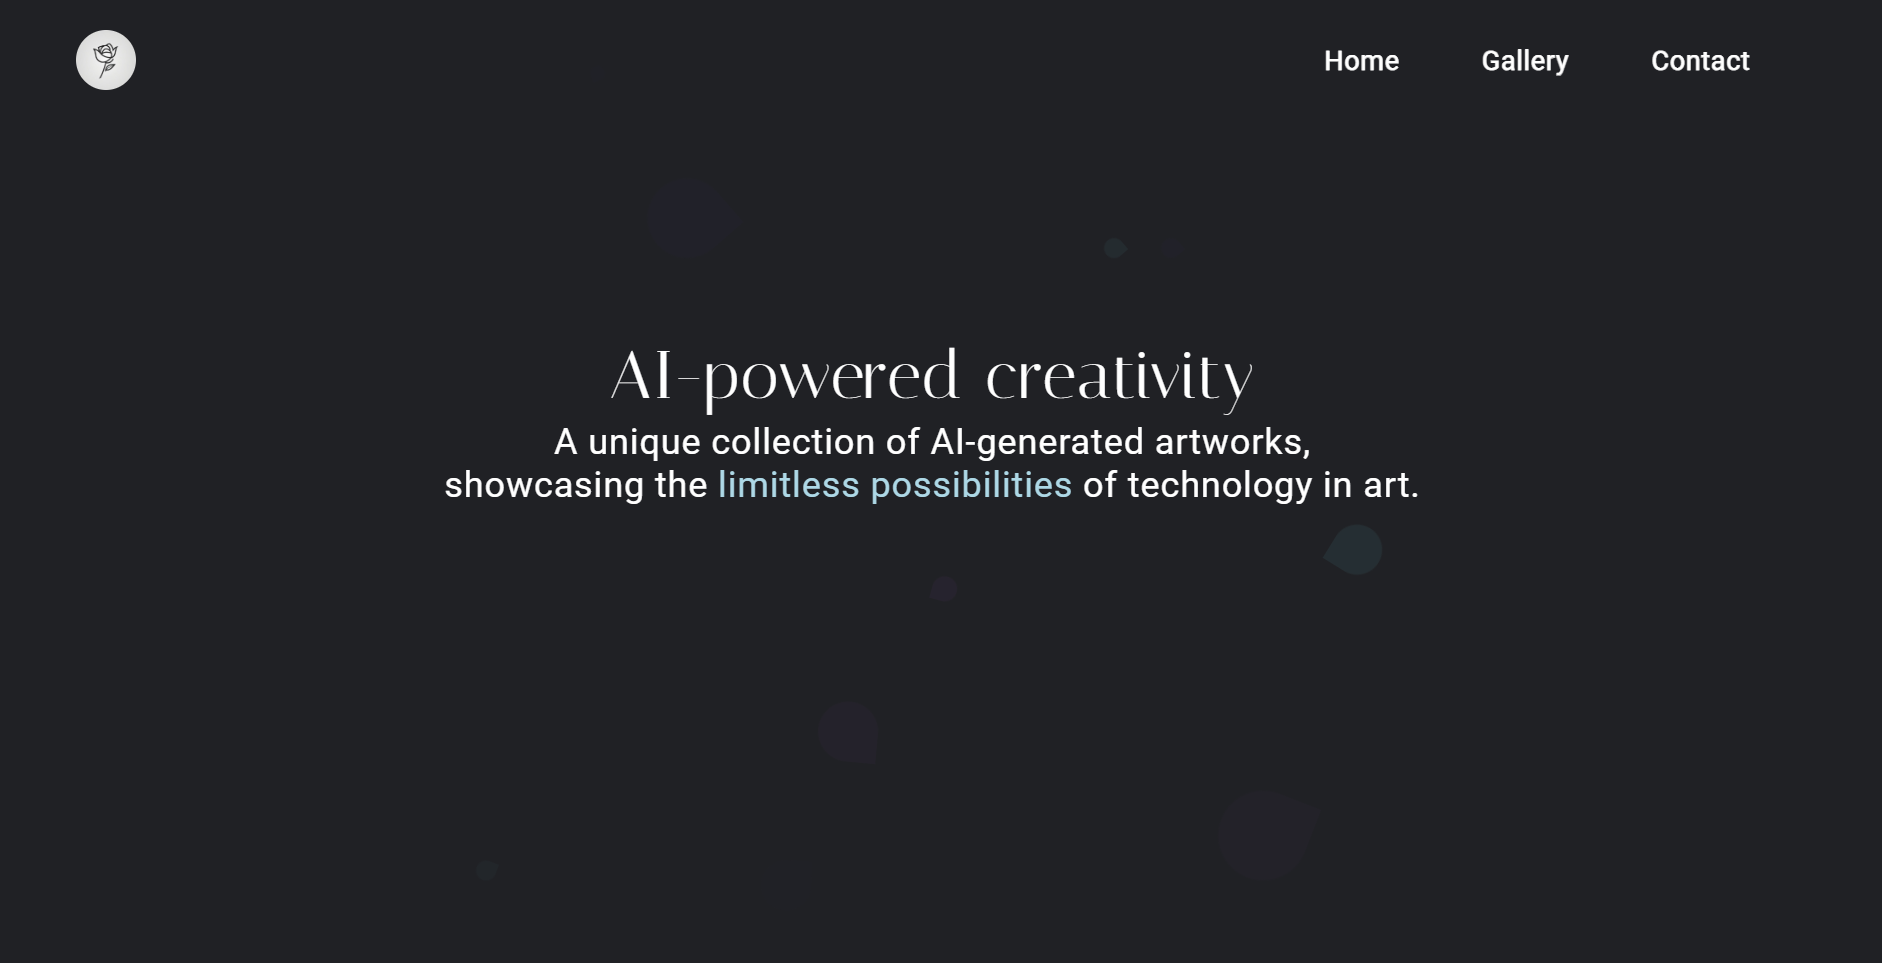 Home Gallery Contact
AI-powered creativity
A unique collection of AI-generated artworks,
showcasing the limitless possibilities of technology in art.